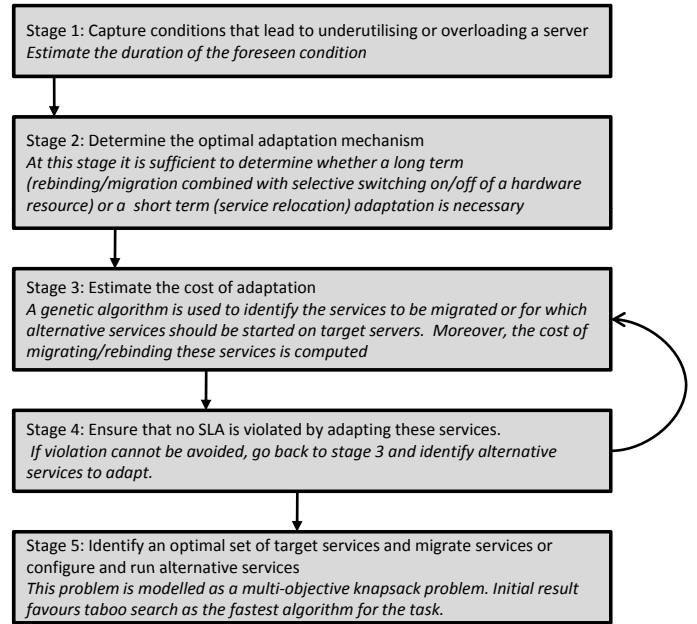 Stage 1: Capture conditions that lead to underutilising or overloading a server
Estimate the duration of the foreseen condition
Stage 2: Determine the optimal adaptation mechanism
At this stage it is sufficient to determine whether a long term
(rebinding/migration combined with selective switching on/off of a hardware
resource) or a short term (service relocation) adaptation is necessary
Stage 3: Estimate the cost of adaptation
A genetic algorithm is used to identify the services to be migrated or for which
alternative services should be started on target servers. Moreover, the cost of
migrating/rebinding these services is computed
Stage 4: Ensure that no SLA is violated by adapting these services.
If violation cannot be avoided, go back to stage 3 and identify alternative
services to adapt.
Stage 5: Identify an optimal set of target services and migrate services or
configure and run alternative services
This problem is modelled as a multi-objective knapsack problem. Initial result
favours taboo search as the fastest algorithm for the task.